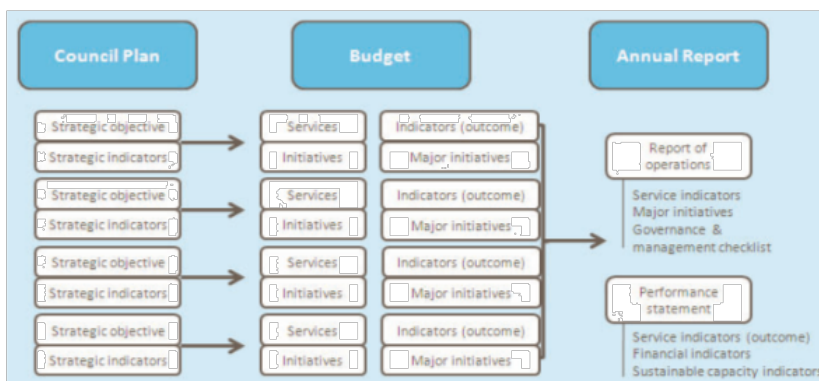 Council Plan
Budget
Annual Report
Strategic objective
Strategic indicators
Services
Initiatives
Indicators (outcome)
Major initiatives
Strategic objective
Strategic indicators
Services
Initiatives
Indicators (outcome)
Major initiatives
Strategic objective
Strategic indicators
Services
Initiatives
Indicators (outcome)
Major initiatives
Strategic objective
Strategic indicators
Services
Initiatives
Indicators (outcome)
Major initiatives
Report of
operations
Service indicators
Major initiatives
Governance &
management checklist
Performance
statement
Service indicators (outcome)
Financial indicators
Sustainable capacity indicators